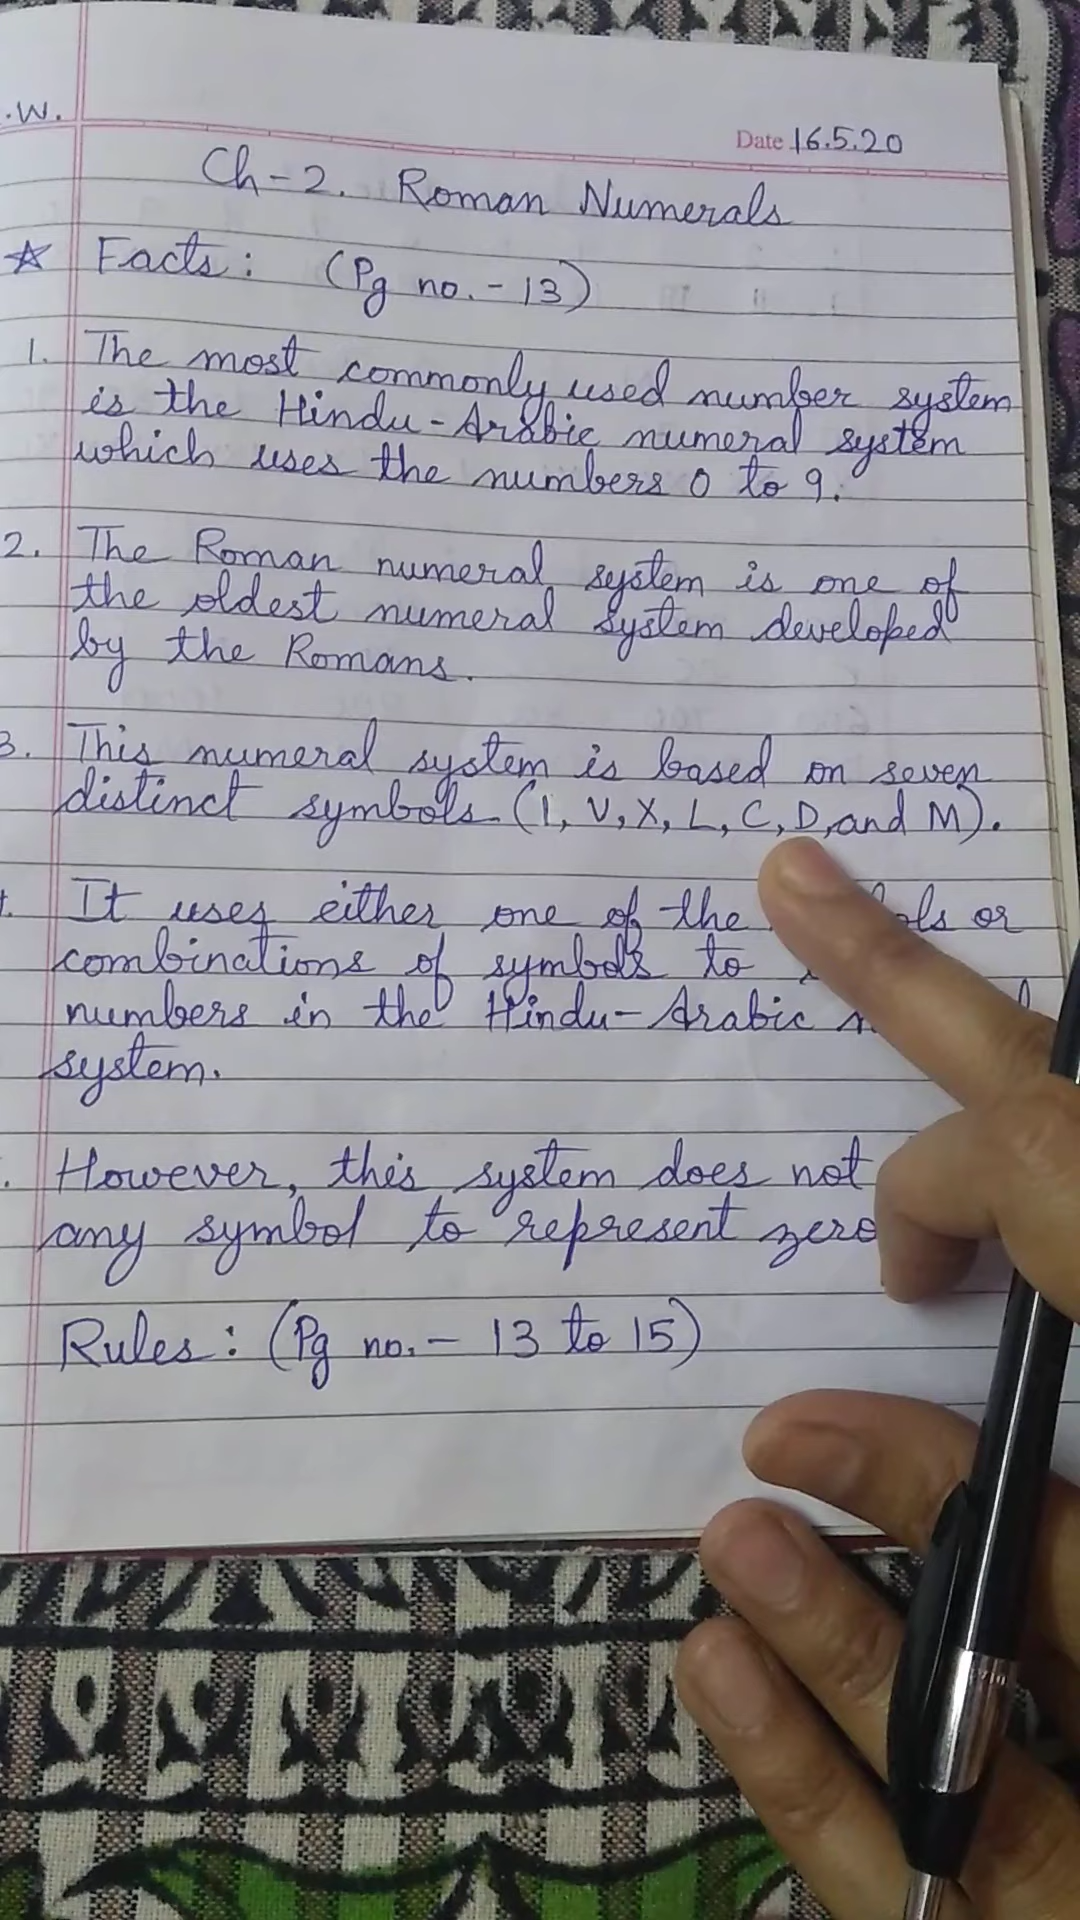 .W.
Date 16.5.20
Ch-2. Roman Numerals
☆ Facts: (Pg no. - 13)
1. The most commonly used number system
is the Hindu-Arabic numeral system
which uses the numbers 0 to 9.
2. The Roman numeral system is one of
the oldest numeral system developed
by the Romans.
3. This numeral system is based on seven
distinct symbols. (I, V, X, L, C, D, and M).
It uses either one of the or
combinations of symbols to
numbers in the Hindu-Arabic
system.
However, this system does not
any symbol to represent zero
Rules: (Pg no. - 13 to 15)